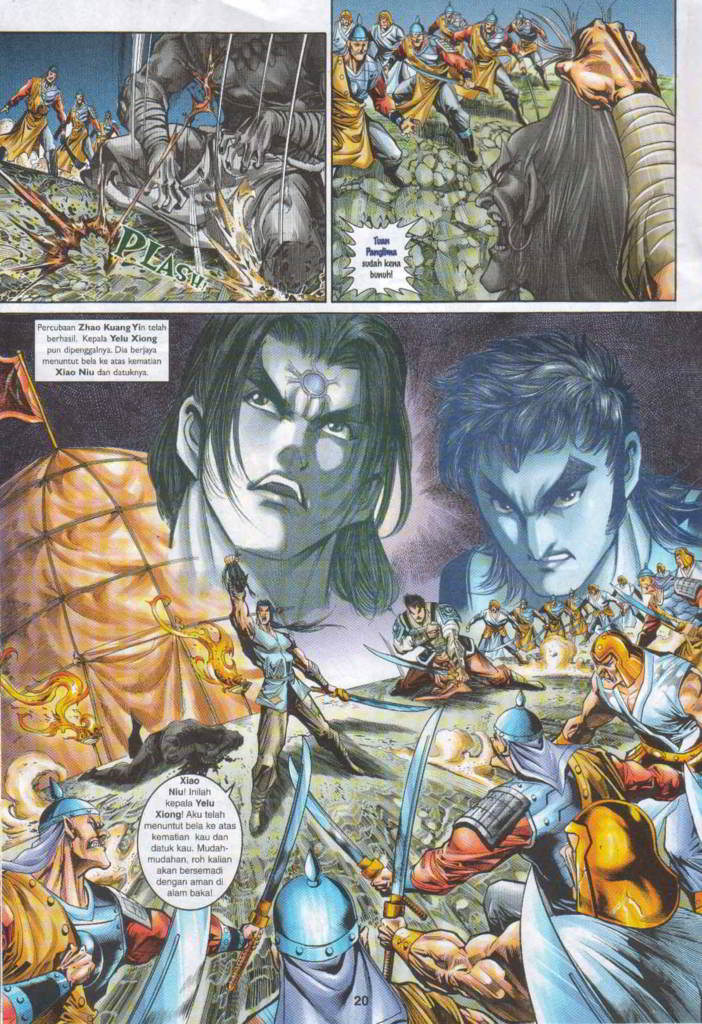 PLASH!
Tuan
Panglima
sudah kena
bunuh!
Percubaan Zhao Kuang Yin telah
berhasil. Kepala Yelu Xiong
pun dipenggalnya. Dia berjaya
menuntut bela ke atas kematian
Xiao Niu dan datuknya.
Xiao
Niu! Inilah
kepala Yelu
Xiong! Aku telah
menuntut bela ke atas
kematian kau dan
datuk kau. Mudah-
mudahan, roh kalian
akan bersemadi
dengan aman di
alam baka!
20